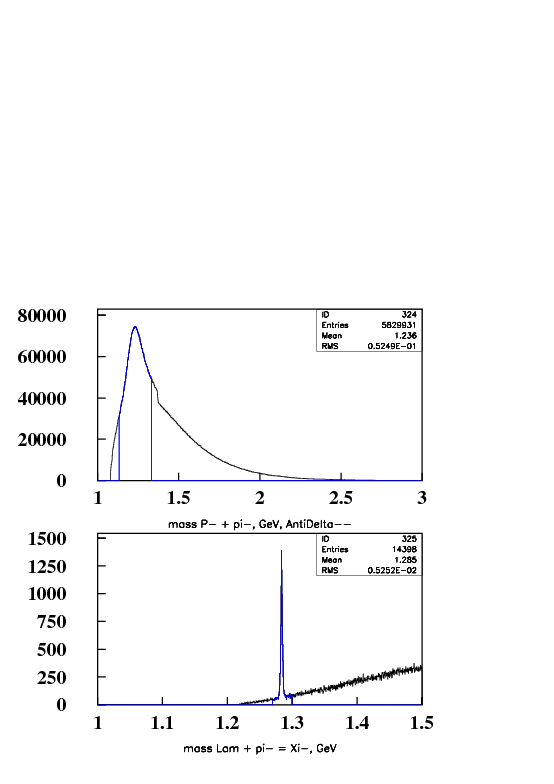 80000
60000
40000
20000
0
ID 324
Entries 5829931
Mean 1.236
RMS 0.5249E-01
1 1.5 2 2.5 3
mass P- + pi-, GeV, AntiDelta--
1500
1250
1000
750
500
250
0
ID 325
Entries 14398
Mean 1.285
RMS 0.5252E-02
1 1.1 1.2 1.3 1.4 1.5
mass Lam + pi- = Xi-, GeV